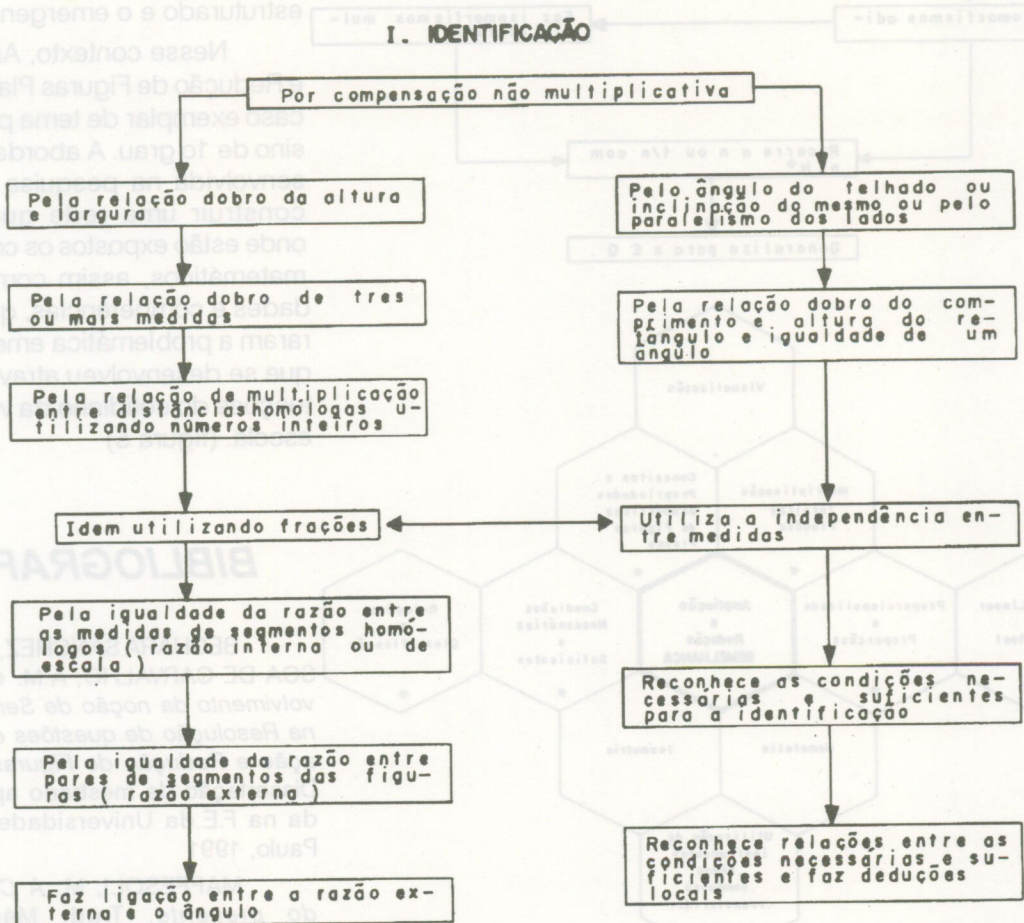 I. IDENTIFICAÇÃO
Por compensação não multiplicativa
Pela relação dobro da altura
e largura
Pela relação dobro de tres
ou mais medidas
Pela relação de multiplicação
entre distâncias homólogas u-
tilizando números inteiros
Idem utilizando frações
Pela igualdade da razão entre
as medidas de segmentos homó-
logos ( razão interna ou de
escala )
Pela igualdade da razão entre
pares de segmentos das figu-
ras ( razão externa )
Faz ligação entre a razão ex-
terna e o ângulo
Pelo ângulo do telhado ou
inclinação do mesmo ou pelo
paralelismo dos lados
Pela relação dobro do com-
primento e altura do re-
tângulo e igualdade de um
ângulo
Utiliza a independência en-
tre medidas
Reconhece as condições ne-
cessárias e suficientes
para a identificação
Reconhece relações entre as
condições necessárias e su-
ficientes e faz deduções
locais